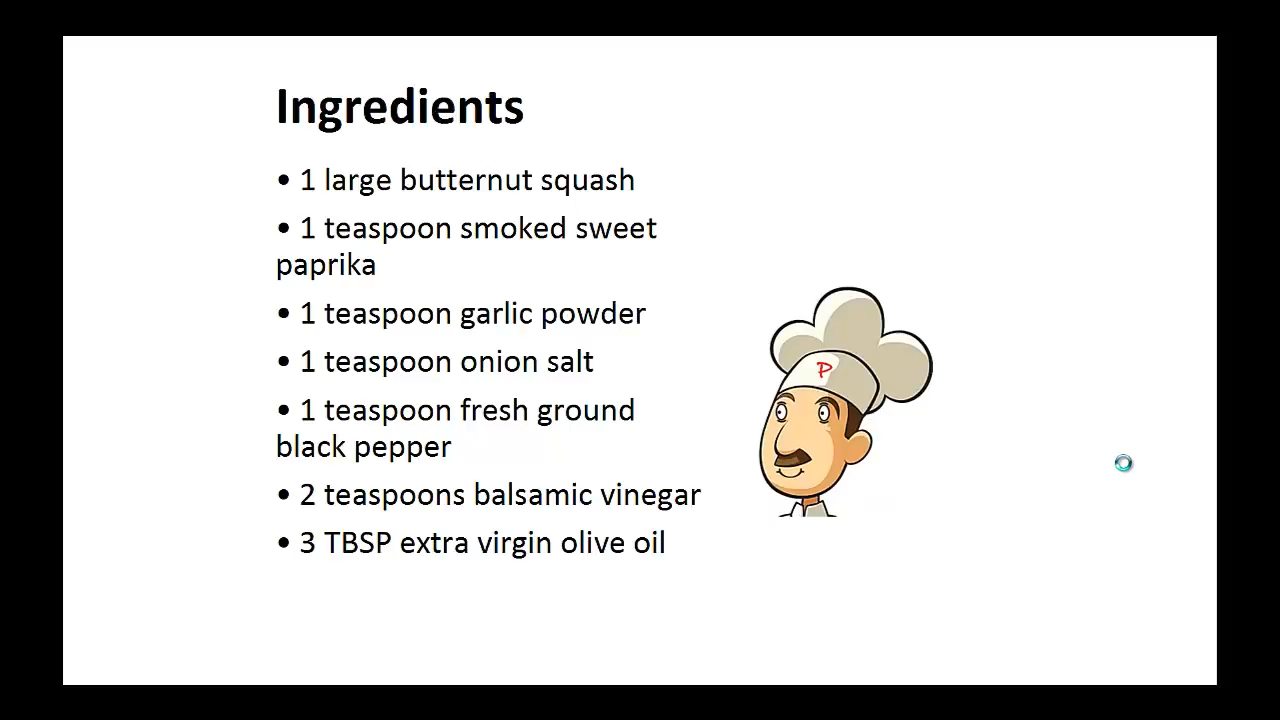 Ingredients
• 1 large butternut squash
• 1 teaspoon smoked sweet
paprika
• 1 teaspoon garlic powder
• 1 teaspoon onion salt
• 1 teaspoon fresh ground
black pepper
• 2 teaspoons balsamic vinegar
• 3 TBSP extra virgin olive oil
P